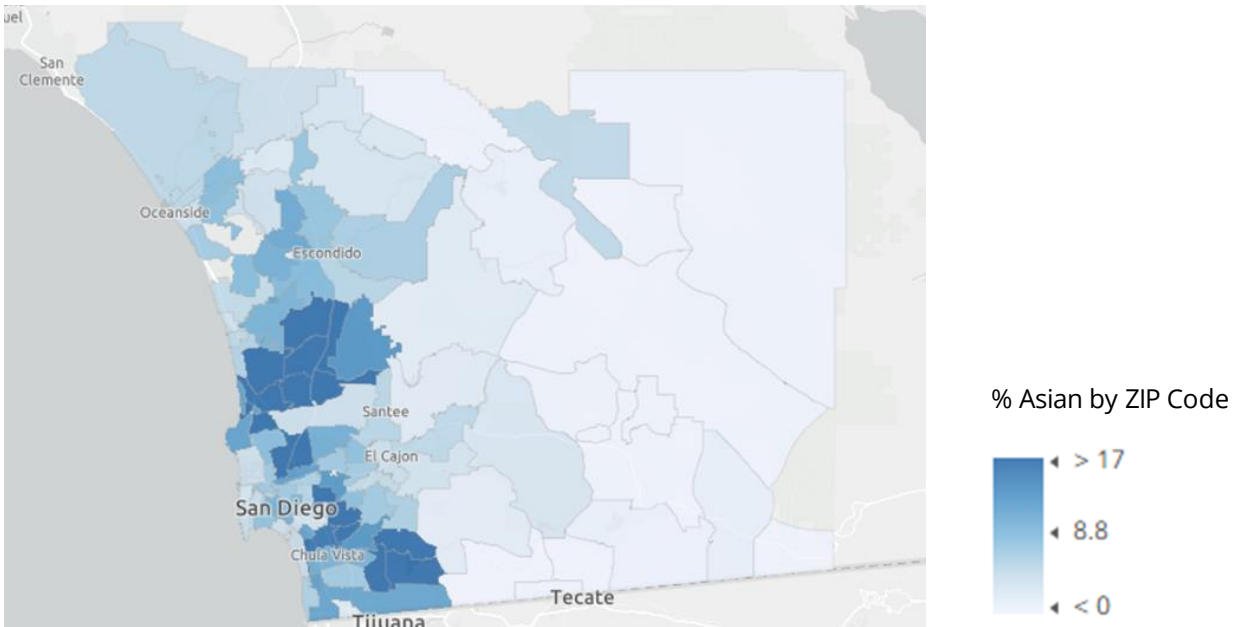 uel
San
Clemente
Oceanside
Escondido
% Asian by ZIP Code
Santee
> 17
El Cajon
San Diego
8.8
Chula Vista
Tecate
< 0
Tijuana